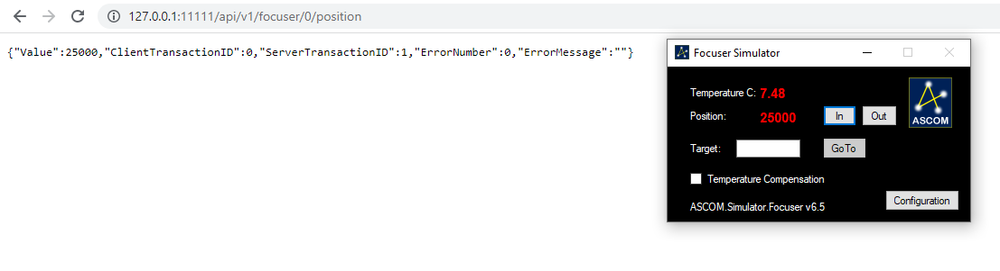 127.0.0.1:11111/api/v1/focuser/0/position
{"Value":25000,"ClientTransactionID":0,"ServerTransactionID":1,"ErrorNumber":0,"ErrorMessage":""}
Focuser Simulator
Temperature C: 7.48
Position: 25000 In Out
ASCOM
Target: GoTo
Temperature Compensation
Configuration
ASCOM.Simulator.Focuser v6.5